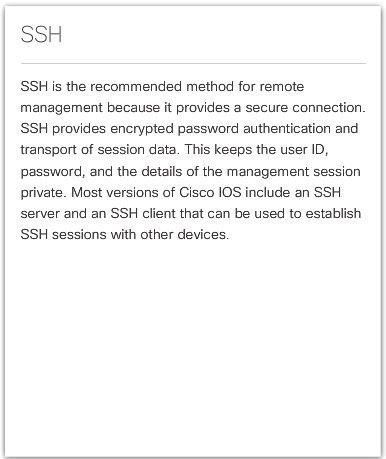 SSH
SSH is the recommended method for remote
management because it provides a secure connection.
SSH provides encrypted password authentication and
transport of session data. This keeps the user ID,
password, and the details of the management session
private. Most versions of Cisco IOS include an SSH
server and an SSH client that can be used to establish
SSH sessions with other devices.